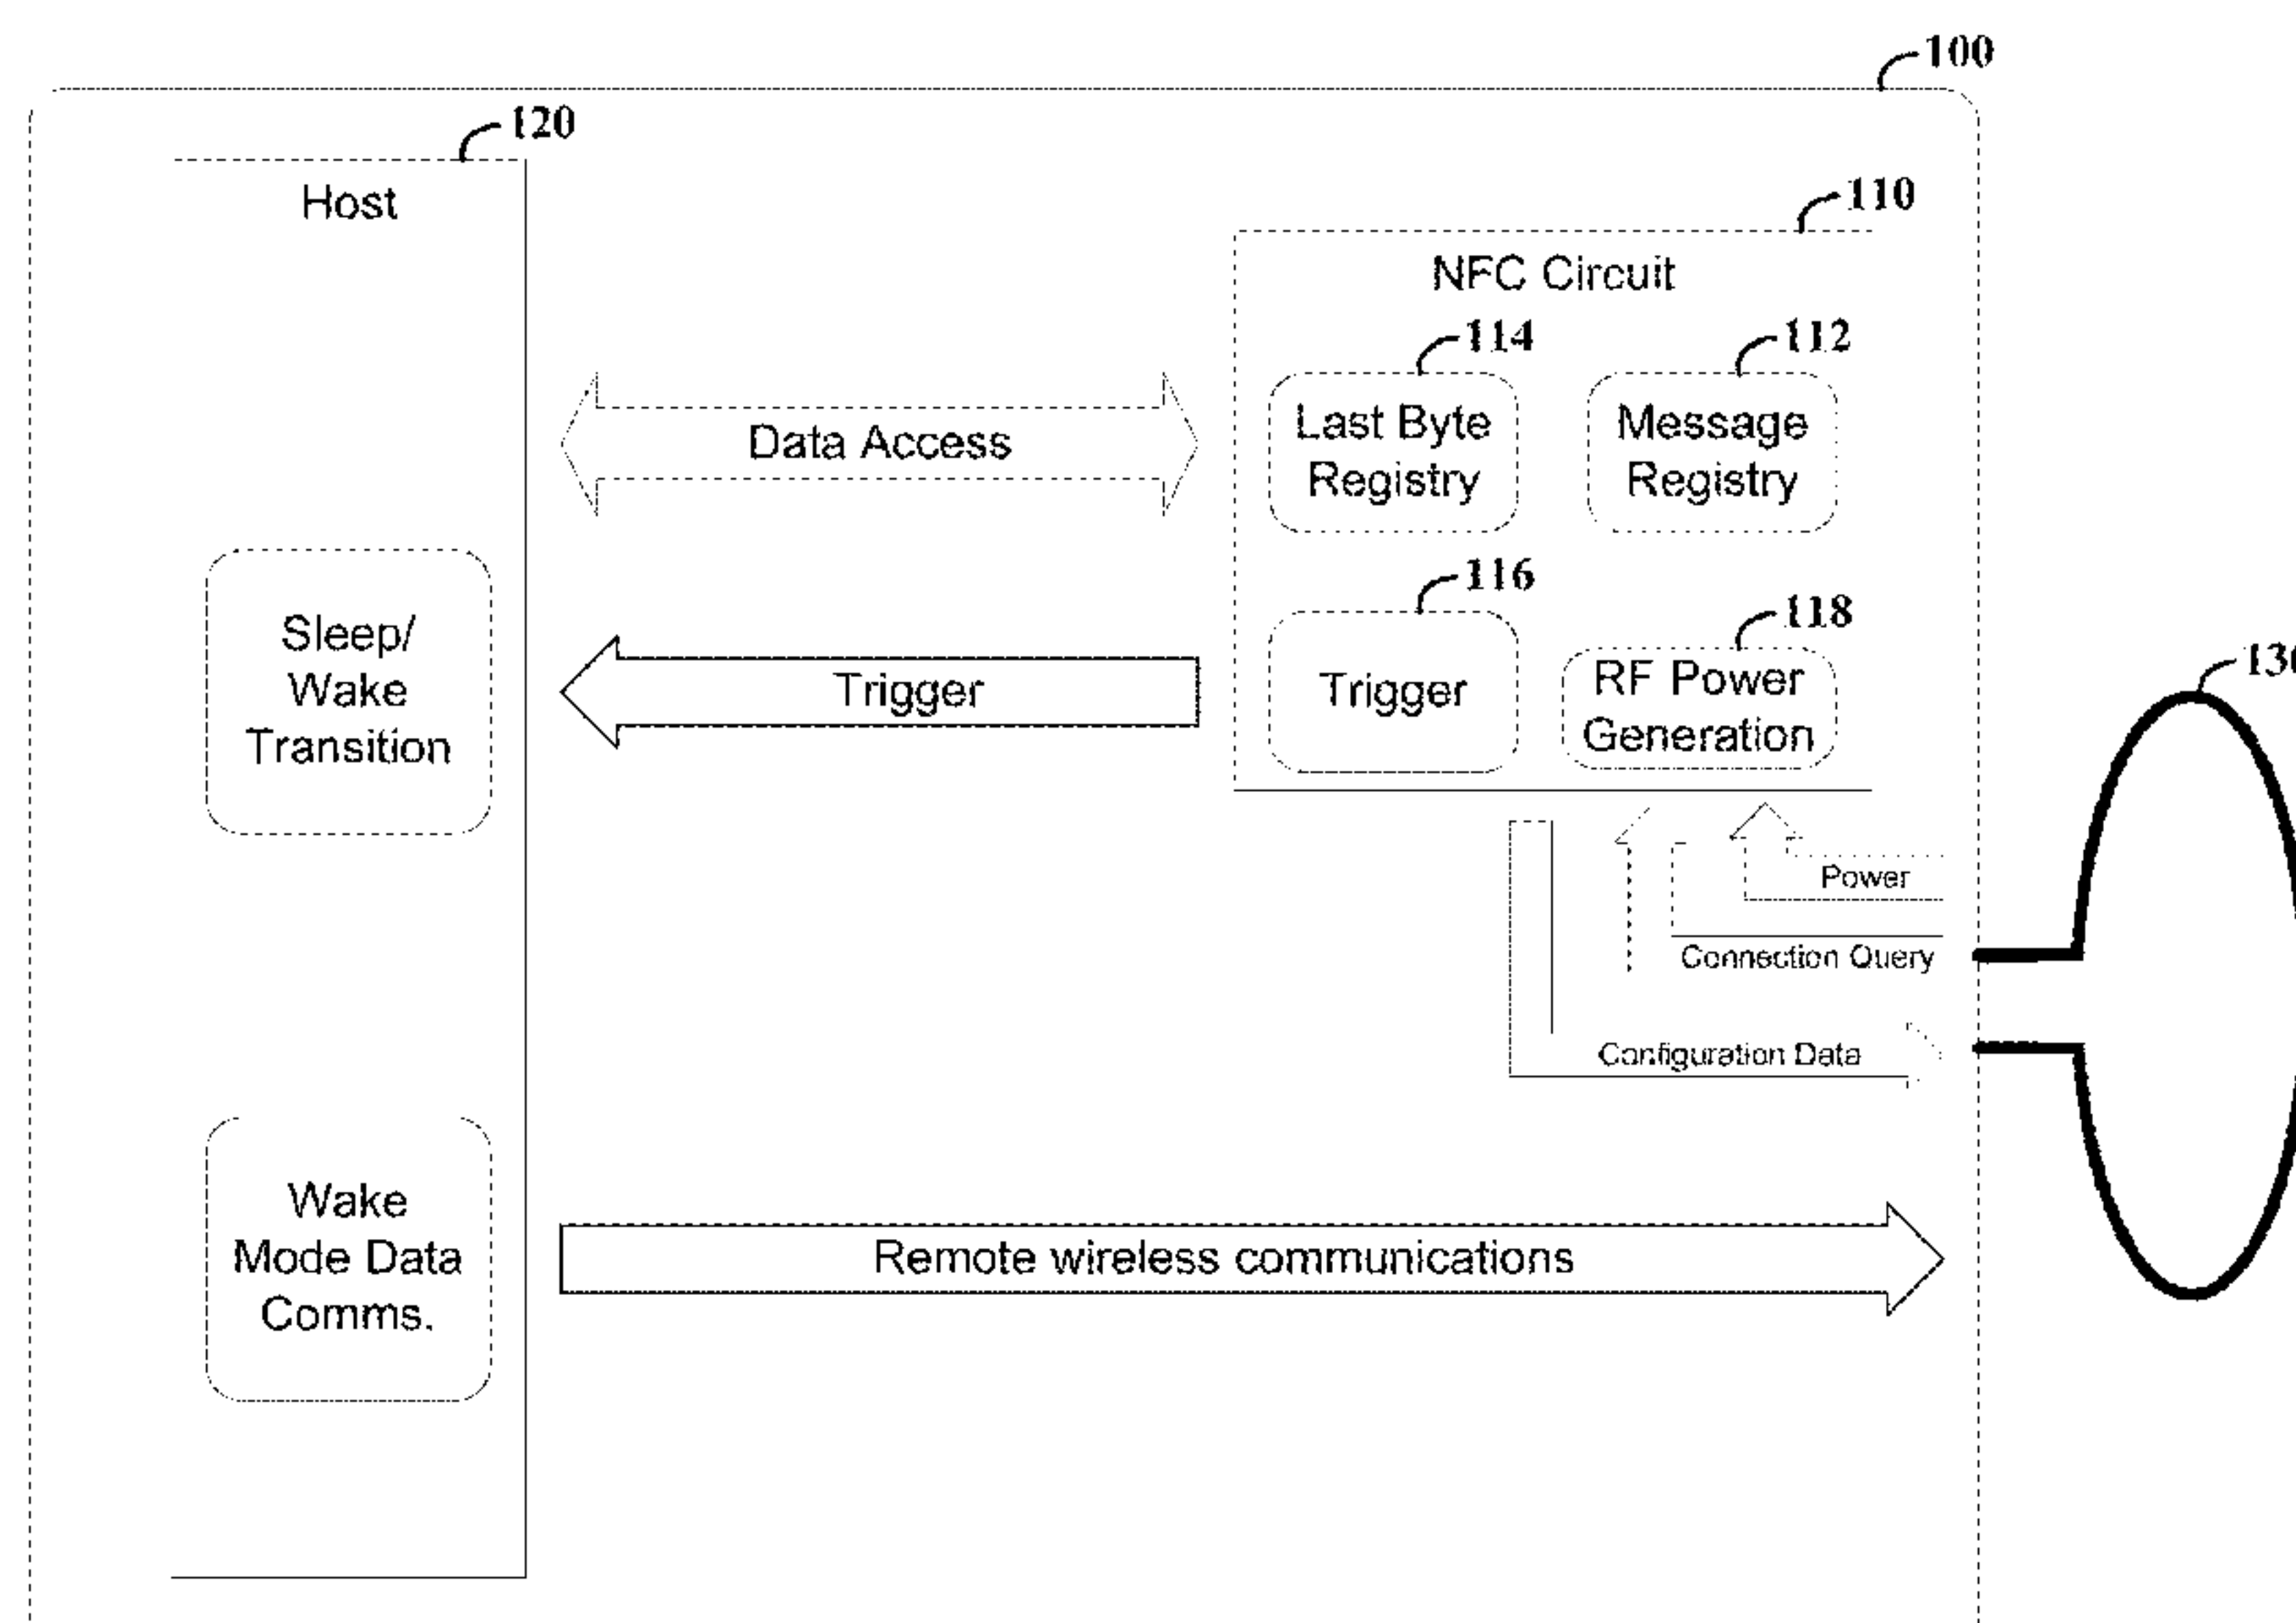 100
120
Host
110
NFC Circuit
114
112
Last Byte
Registry
Message
Registry
Data Access
116
118
Sleep/
Wake
Transition
Trigger
Trigger
RF Power
Generation
Power
Connection Query
Configuration Data
Wake
Mode Data
Comms.
Remote wireless communications